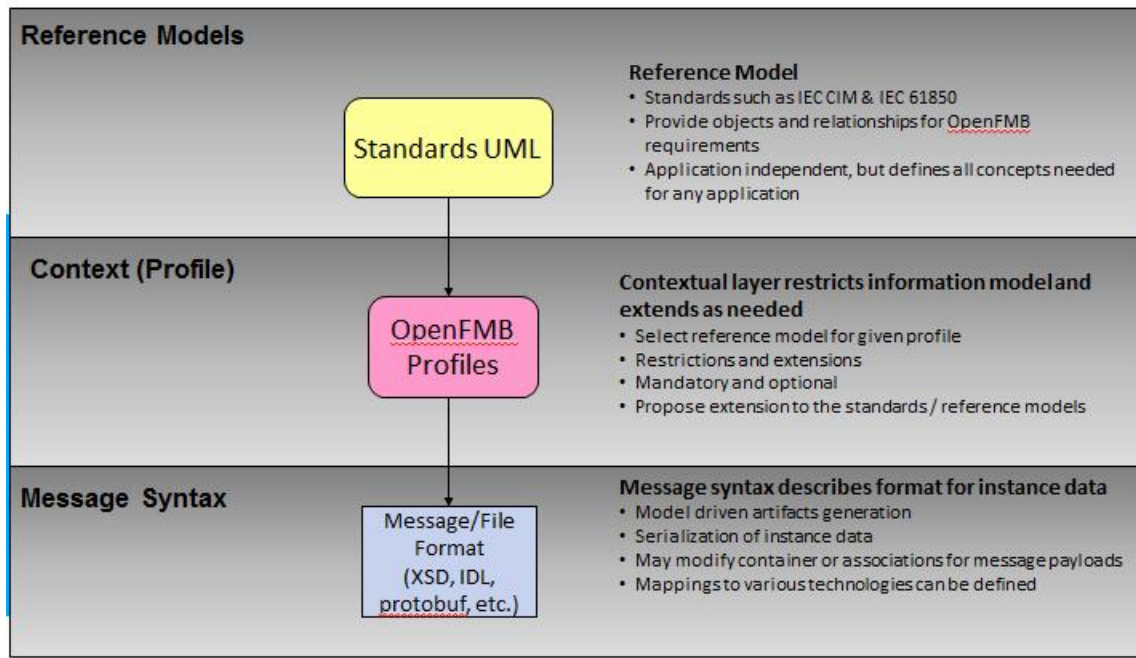 Reference Models
Standards UML
Reference Model
• Standards such as IEC CIM & IEC 61850
• Provide objects and relationships for OpenFMB
requirements
• Application independent, but defines all concepts needed
for any application
Context (Profile)
OpenFMB
Profiles
Contextual layer restricts information model and
extends as needed
• Select reference model for given profile
• Restrictions and extensions
• Mandatory and optional
• Propose extension to the standards / reference models
Message Syntax
Message/File
Format
(XSD, IDL,
protobuf, etc.)
Message syntax describes format for instance data
• Model driven artifacts generation
• Serialization of instance data
• May modify container or associations for message payloads
• Mappings to various technologies can be defined